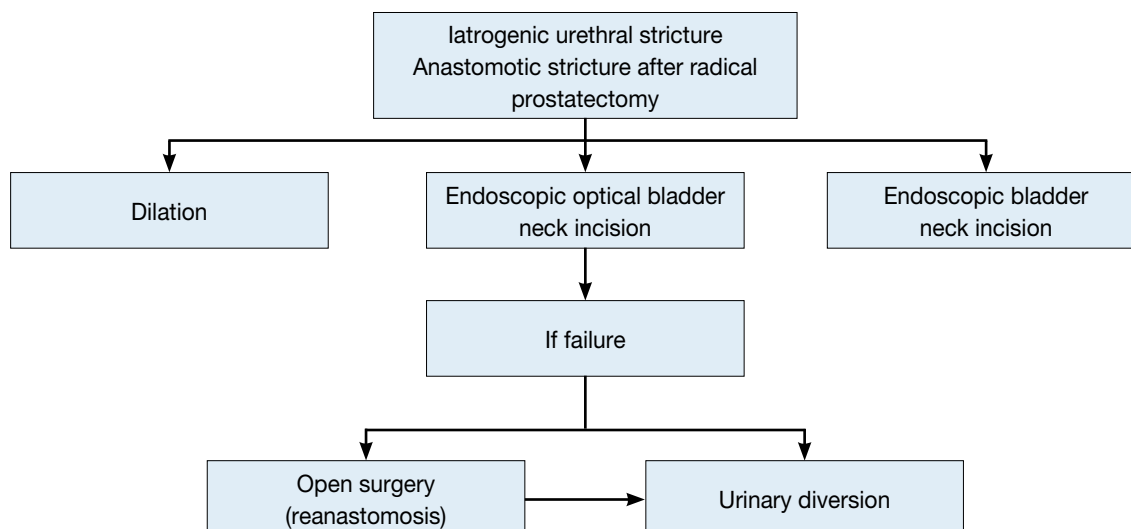 Iatrogenic urethral stricture
Anastomotic stricture after radical
prostatectomy
Dilation
Endoscopic optical bladder
neck incision
Endoscopic bladder
neck incision
If failure
Open surgery
(reanastomosis)
Urinary diversion